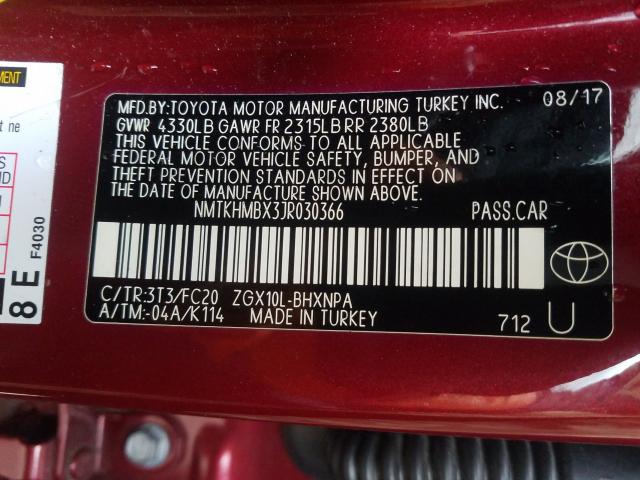 MFD.BY:TOYOTA MOTOR MANUFACTURING TURKEY INC. 08/17
GVWR 4330LB GAWR FR 2315LB RR 2380LB
THIS VEHICLE CONFORMS TO ALL APPLICABLE
FEDERAL MOTOR VEHICLE SAFETY, BUMPER, AND
THEFT PREVENTION STANDARDS IN EFFECT ON
THE DATE OF MANUFACTURE SHOWN ABOVE.
NMTKHMBX3JR030366 PASS.CAR
C/TR:3T3/FC20 ZGX10L-BHXNPA
A/TM:-04A/K114 MADE IN TURKEY 712 U
8 E F4030